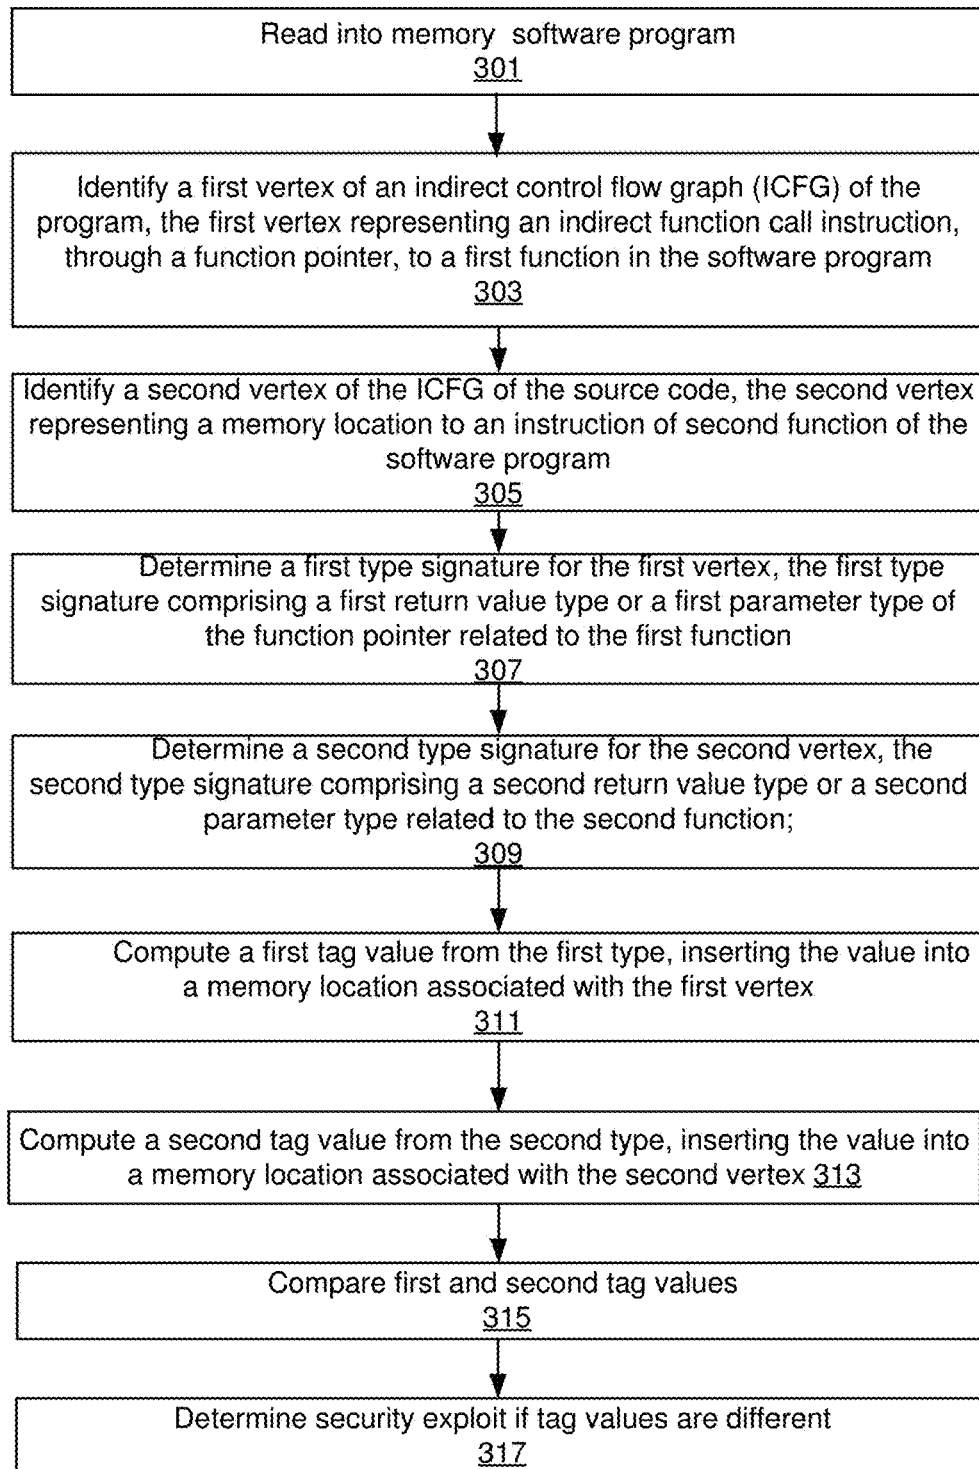 Read into memory software program
301
Identify a first vertex of an indirect control flow graph (ICFG) of the
program, the first vertex representing an indirect function call instruction,
through a function pointer, to a first function in the software program
303
Identify a second vertex of the ICFG of the source code, the second vertex
representing a memory location to an instruction of second function of the
software program
305
Determine a first type signature for the first vertex, the first type
signature comprising a first return value type or a first parameter type of
the function pointer related to the first function
307
Determine a second type signature for the second vertex, the
second type signature comprising a second return value type or a second
parameter type related to the second function;
309
Compute a first tag value from the first type, inserting the value into
a memory location associated with the first vertex
311
Compute a second tag value from the second type, inserting the value into
a memory location associated with the second vertex 313
Compare first and second tag values
315
Determine security exploit if tag values are different
317